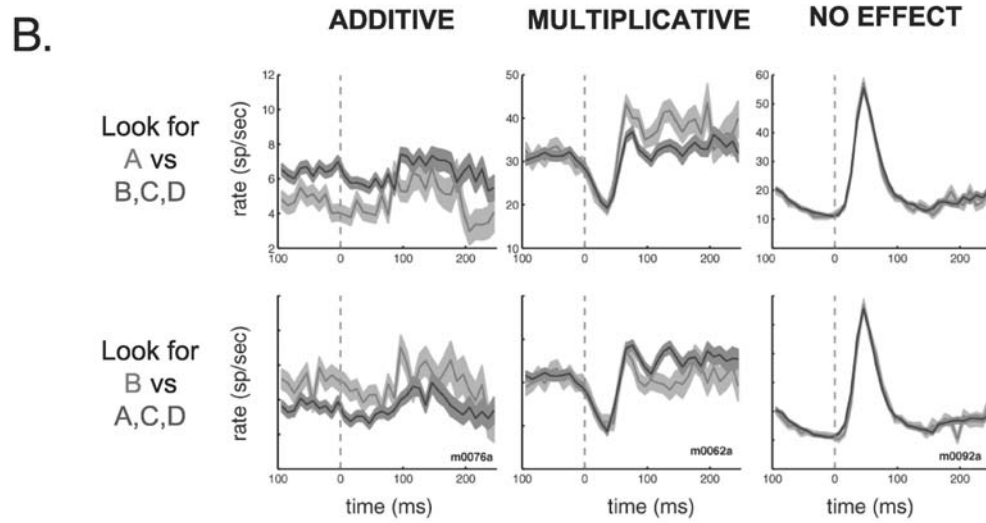 B.
ADDITIVE MULTIPLICATIVE NO EFFECT
Look for
A vs
B,C,D
rate (sp/sec)
12
10
8
6
4
2
100 0 100 200
50
40
30
20
10
100 0 100 200
60
50
40
30
20
10
100 0 100 200
Look for
B vs
A,C,D
rate (sp/sec)
m0076a m0062a m0092a
100 0 100 200 100 0 100 200 100 0 100 200
time (ms) time (ms) time (ms)